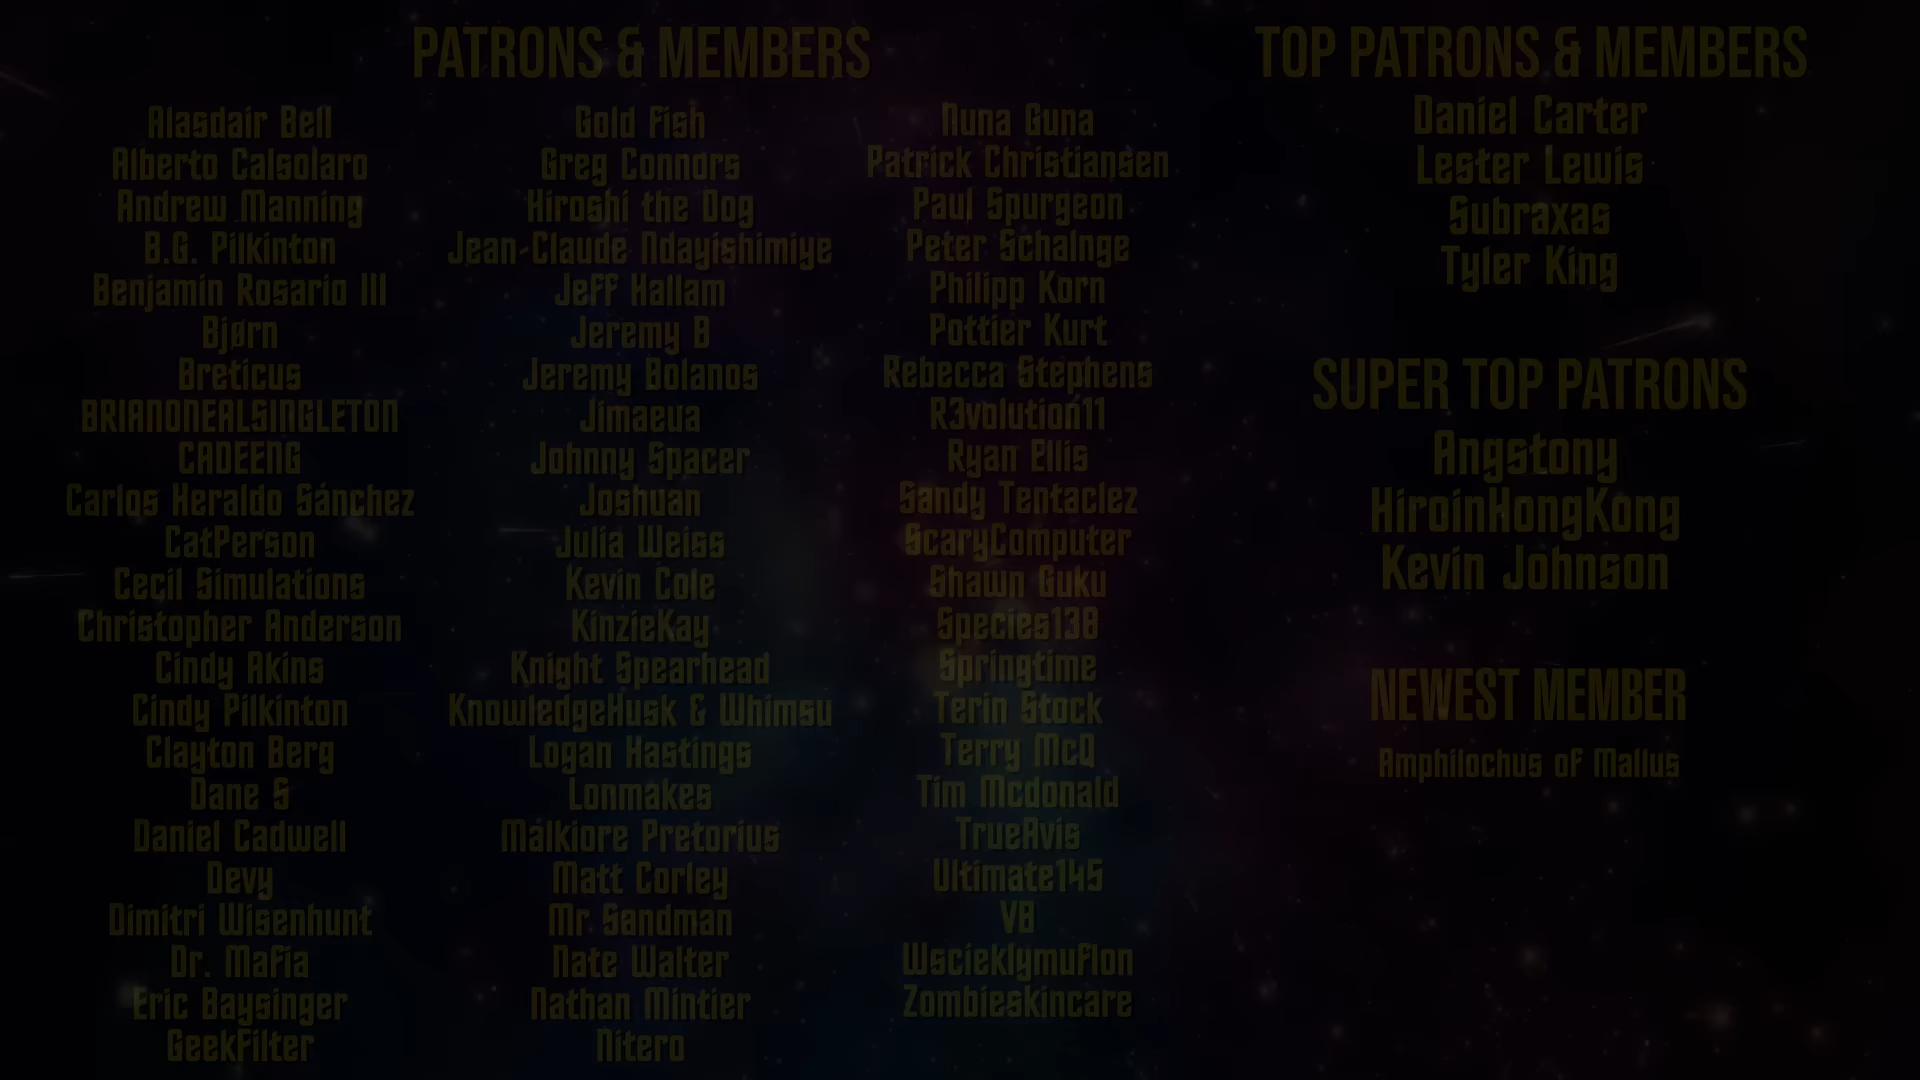 PATRONS & MEMBERS
Alasdair Bell
Alberto Calsolaro
Andrew Manning
B.G. Pilkinton
Benjamin Rosario III
Bjørn
Breticus
BRIANONEALSINGLETON
CADEENG
Carlos Heraldo Sánchez
CatPerson
Cecil Simulations
Christopher Anderson
Cindy Akins
Cindy Pilkinton
Clayton Berg
Dane S
Daniel Cadwell
Devy
Dimitri Wisenhunt
Dr. Mafia
Eric Baysinger
GeekFilter
Gold Fish
Greg Connors
Hiroshi the Dog
Jean-Claude Ndayishimiye
Jeff Hallam
Jeremy B
Jeremy Bolanos
Jimaeva
Johnny Spacer
Joshuan
Julia Weiss
Kevin Cole
KinzieKay
Knight Spearhead
KnowledgeHusk & Whimsu
Logan Hastings
Lonmakes
Malkiore Pretorius
Matt Corley
Mr Sandman
Nate Walter
Nathan Mintier
Nitero
Nuna Guna
Patrick Christiansen
Paul Spurgeon
Peter Schalnge
Philipp Korn
Pottier Kurt
Rebecca Stephens
R3volution11
Ryan Ellis
Sandy Tentaclez
ScaryComputer
Shawn Guku
Species138
Springtime
Terin Stock
Terry McQ
Tim Mcdonald
TrueAvis
Ultimate145
VB
Wscieklymuflon
Zombieskincare
TOP PATRONS & MEMBERS
Daniel Carter
Lester Lewis
Subraxas
Tyler King
SUPER TOP PATRONS
Angstony
HiroinHongKong
Kevin Johnson
NEWEST MEMBER
Amphilochus of Mallus